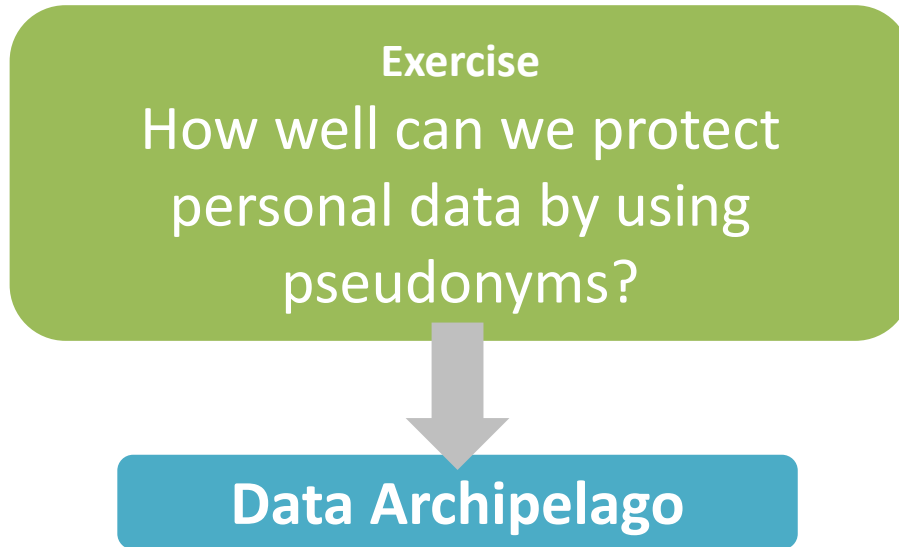 Exercise
How well can we protect
personal data by using
pseudonyms?
Data Archipelago